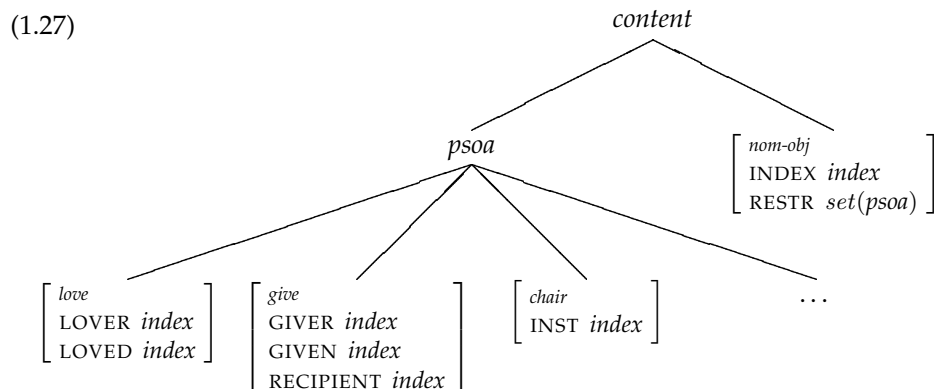 (1.27)
content
psoa
nom-obj
INDEX index
RESTR set(psoa)
love
LOVER index
LOVED index
give
GIVER index
GIVEN index
RECIPIENT index
chair
INST index
...